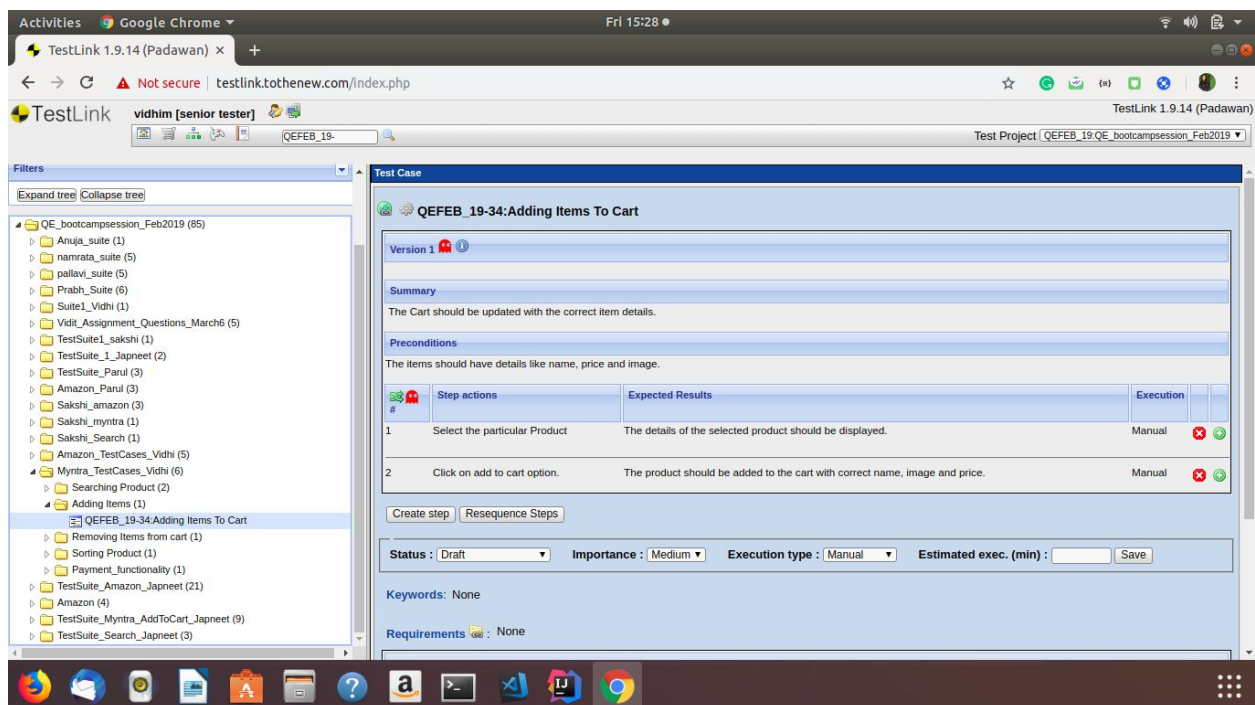 Activities Google Chrome Fri 15:28
TestLink 1.9.14 (Padawan)
Not secure testlink.tothenew.com/index.php
TestLink vidhim [senior tester] TestLink 1.9.14 (Padawan)
QEFEB_19- Test Project QEFEB_19:QE_bootcampsession_Feb2019
Filters
Expand tree Collapse tree
QE_bootcampsession_Feb2019 (85)
Anuja_suite (1)
namrata_suite (5)
pallavi_suite (5)
Prabh_Suite (6)
Suite1_Vidhi (1)
Vidit_Assignment_Questions_March6 (5)
TestSuite1_sakshi (1)
TestSuite_1_Japneet (2)
TestSuite_Parul (3)
Amazon_Parul (3)
Sakshi_amazon (3)
Sakshi_myntra (1)
Sakshi_Search (1)
Amazon_TestCases_Vidhi (5)
Myntra_TestCases_Vidhi (6)
Searching Product (2)
Adding Items (1)
QEFEB_19-34:Adding Items To Cart
Removing Items from cart (1)
Sorting Product (1)
Payment_functionality (1)
TestSuite_Amazon_Japneet (21)
Amazon (4)
TestSuite_Myntra_AddToCart_Japneet (9)
TestSuite_Search_Japneet (3)
Test Case
QEFEB_19-34:Adding Items To Cart
Version 1
Summary
The Cart should be updated with the correct item details.
Preconditions
The items should have details like name, price and image.
# Step actions Expected Results Execution
1 Select the particular Product The details of the selected product should be displayed. Manual
2 Click on add to cart option. The product should be added to the cart with correct name, image and price. Manual
Create step Resequence Steps
Status : Draft Importance : Medium Execution type : Manual Estimated exec. (min) : Save
Keywords: None
Requirements : None